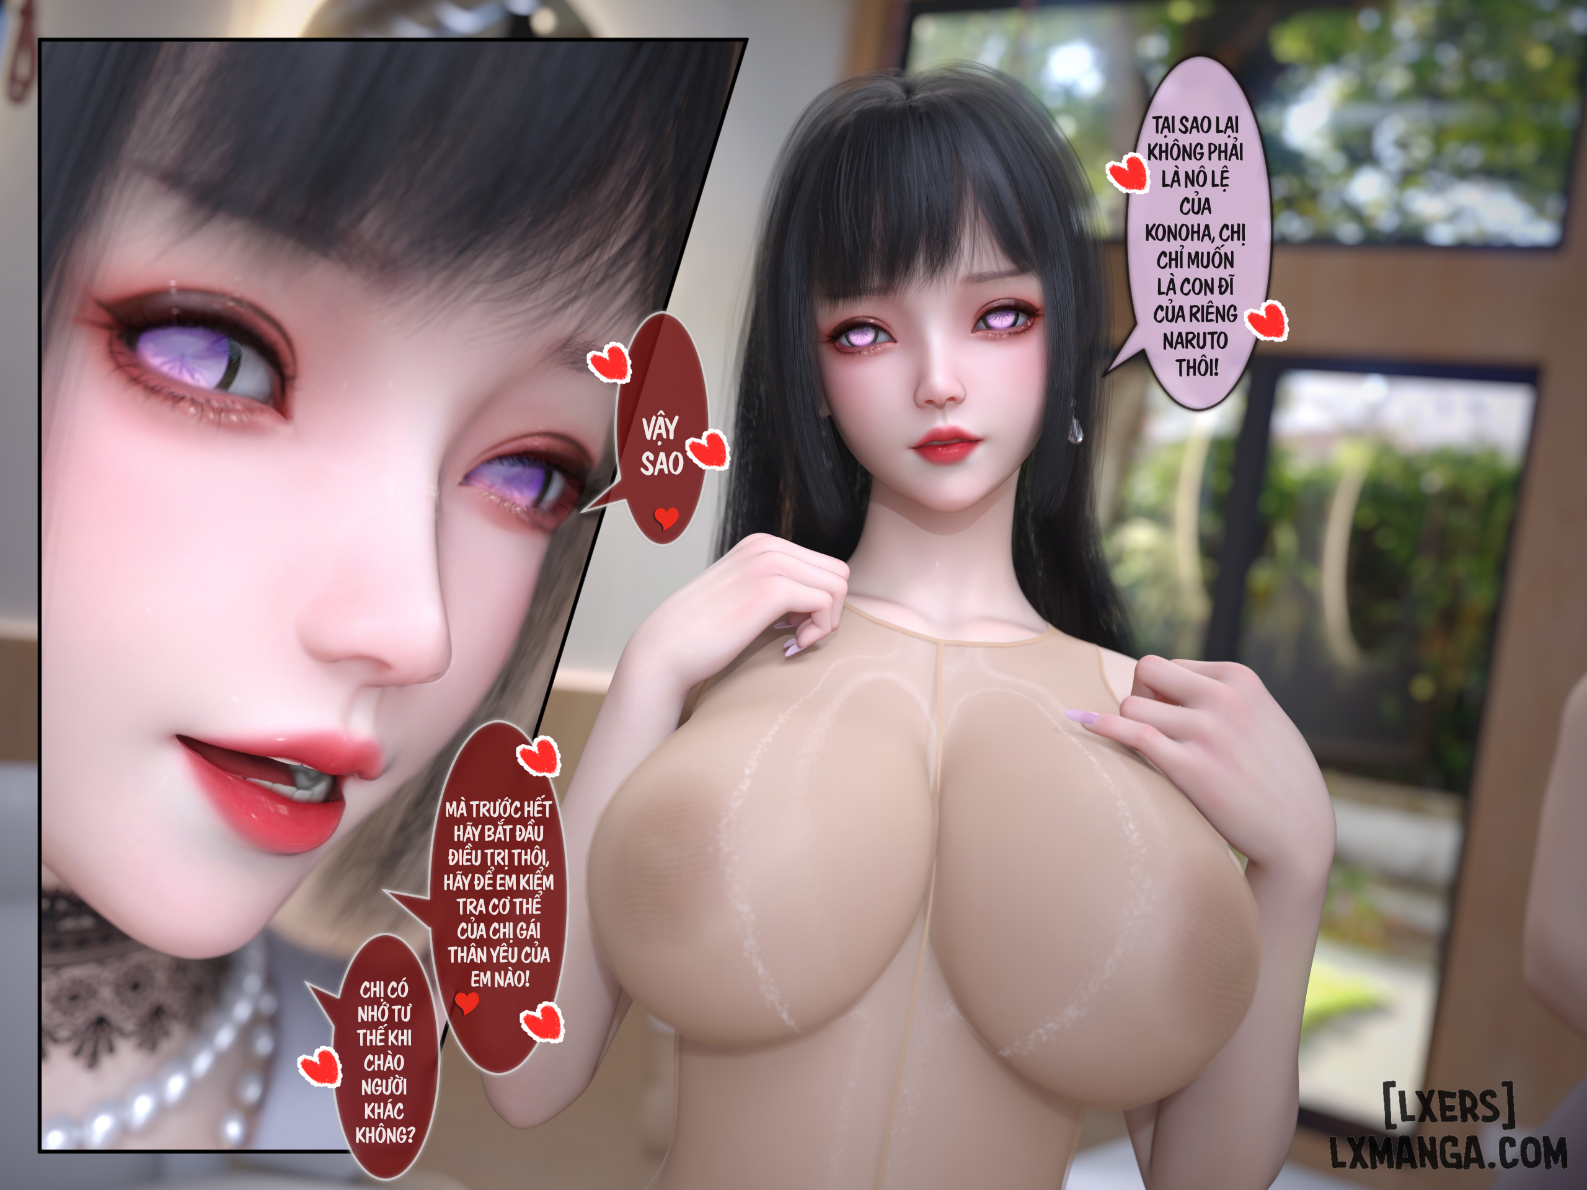 TẠI SAO LẠI
KHÔNG PHẢI
LÀ NÔ LỆ
CỦA
KONOHA, CHỊ
CHỈ MUỐN
LÀ CON ĐĨ
CỦA RIÊNG
NARUTO
THÔI!
VẬY
SAO
MÀ TRƯỚC HẾT
HÃY BẮT ĐẦU
ĐIỀU TRỊ THÔI,
HÃY ĐỂ EM KIỂM
TRA CƠ THỂ
CỦA CHỊ GÁI
THÂN YÊU CỦA
EM NÀO!
CHỊ CÓ
NHỚ TƯ
THẾ KHI
CHÀO
NGƯỜI
KHÁC
KHÔNG?
[LXERS]
LXMANGA.COM